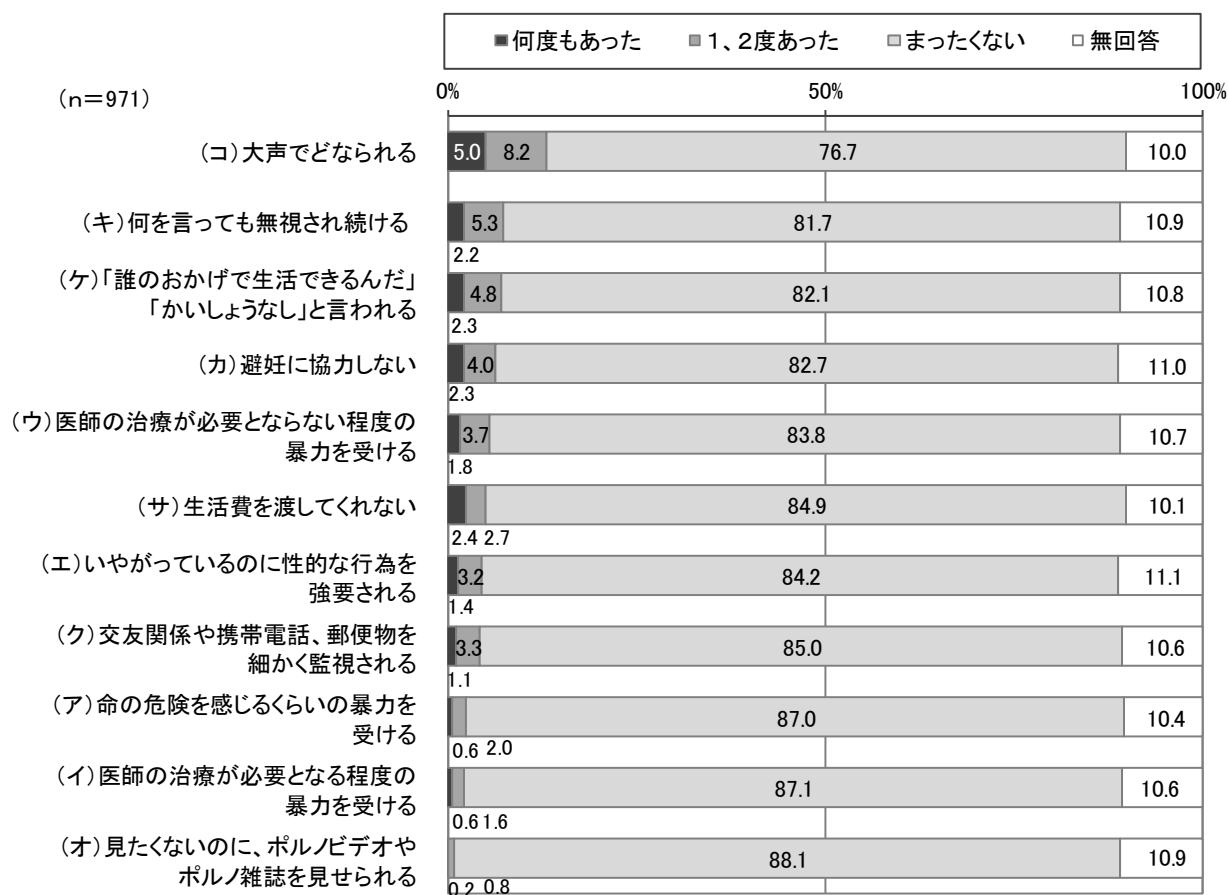 ■何度もあった ■1、2度あった □まったくない □無回答
(n=971)
0% 50% 100%
(コ)大声でどなられる
5.0 8.2 76.7 10.0
(キ)何を言っても無視され続ける
5.3 81.7 10.9
2.2
(ケ)「誰のおかげで生活できるんだ」
「かいしょうなし」と言われる
4.8 82.1 10.8
2.3
(カ)避妊に協力しない
4.0 82.7 11.0
2.3
(ウ)医師の治療が必要とならない程度の
暴力を受ける
3.7 83.8 10.7
1.8
(サ)生活費を渡してくれない
84.9 10.1
2.4 2.7
(エ)いやがっているのに性的な行為を
強要される
3.2 84.2 11.1
1.4
(ク)交友関係や携帯電話、郵便物を
細かく監視される
3.3 85.0 10.6
1.1
(ア)命の危険を感じるくらいの暴力を
受ける
87.0 10.4
0.6 2.0
(イ)医師の治療が必要となる程度の
暴力を受ける
87.1 10.6
0.6 1.6
(オ)見たくないのに、ポルノビデオや
ポルノ雑誌を見せられる
88.1 10.9
0.2 0.8